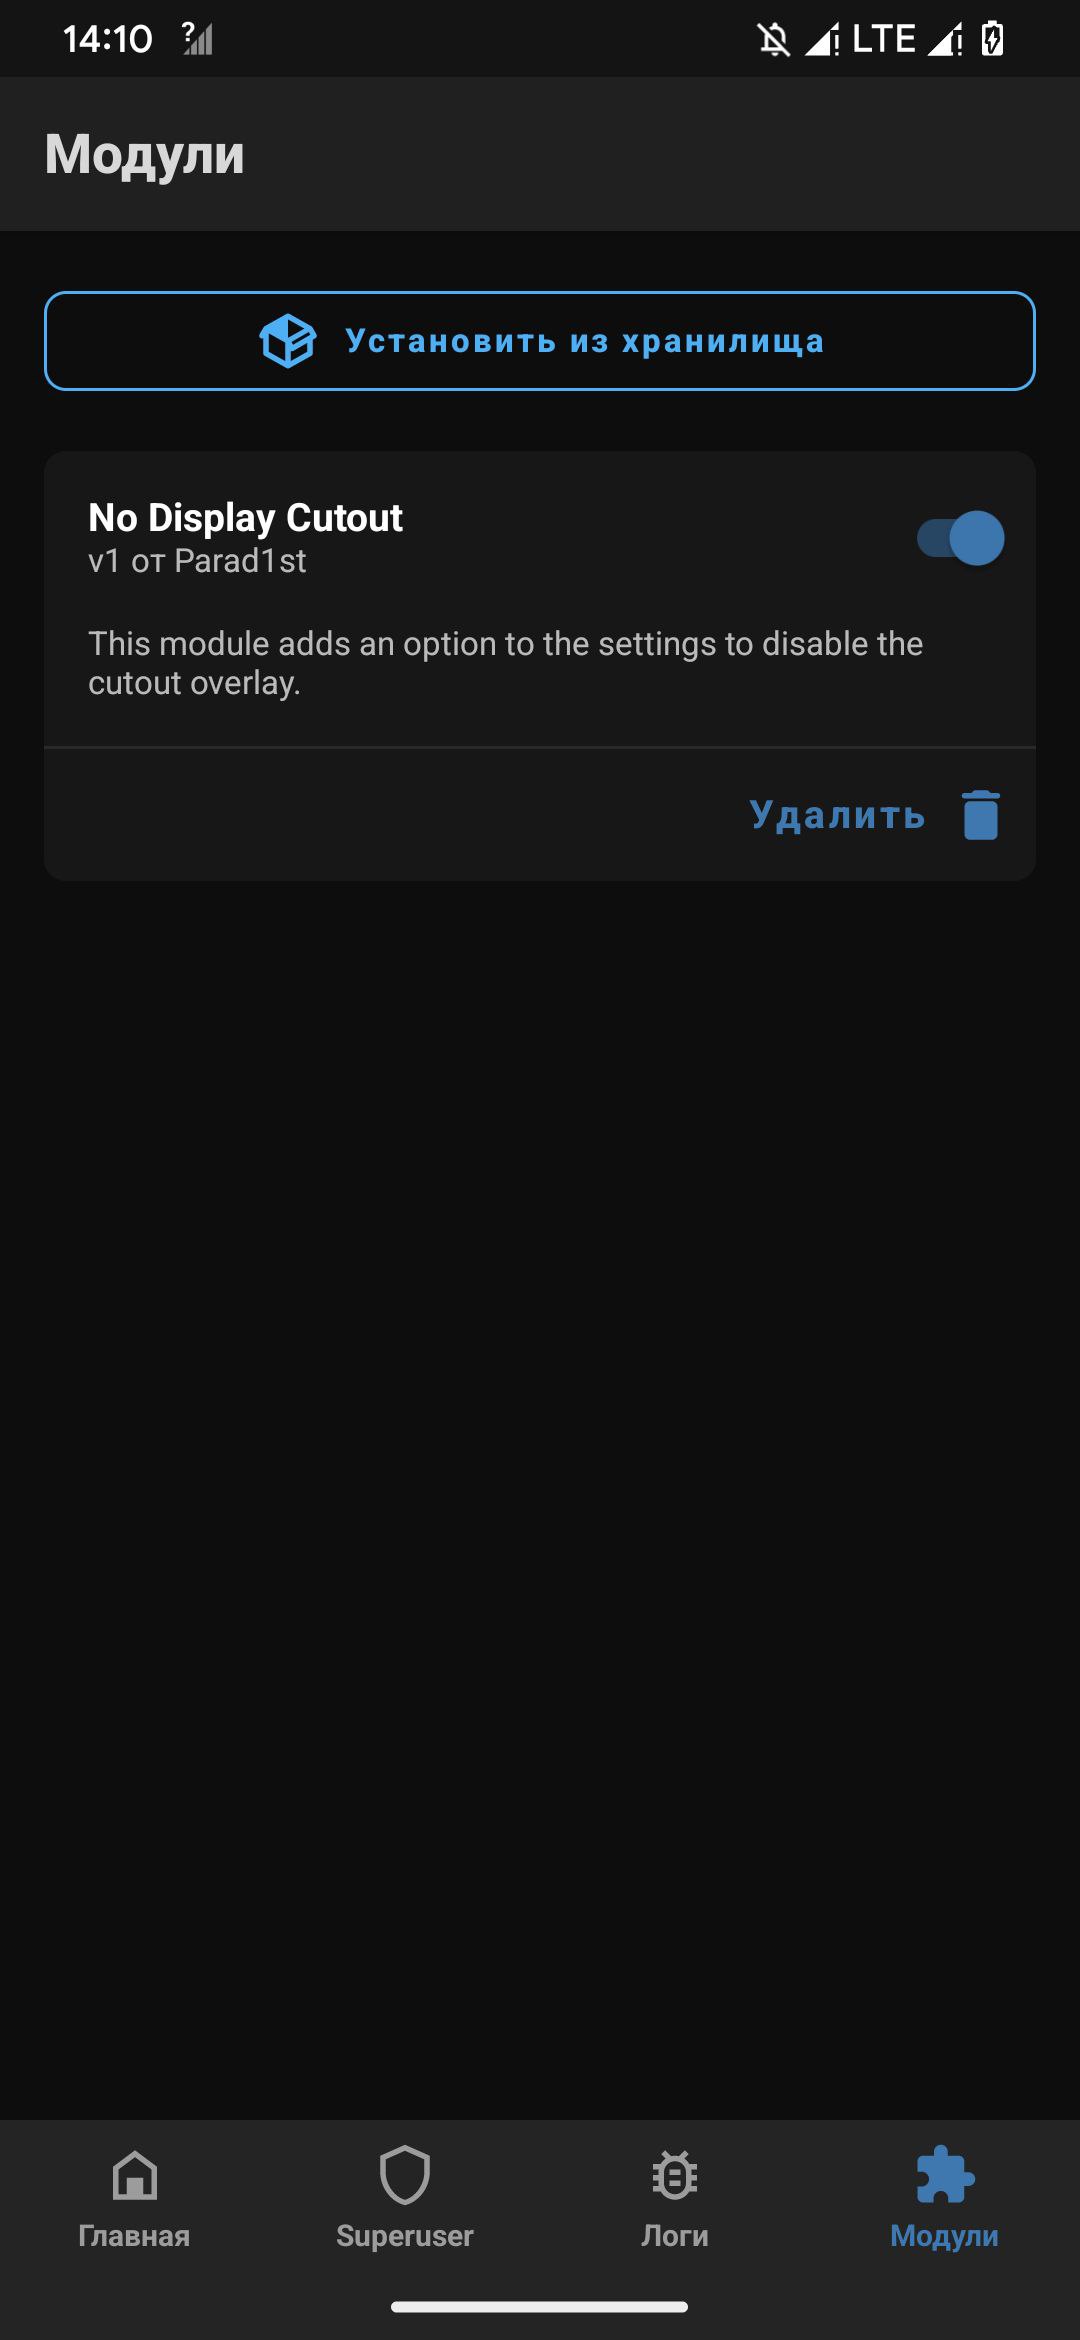 14:10
LTE
Модули
Установить из хранилища
No Display Cutout
v1 от Parad1st
This module adds an option to the settings to disable the
cutout overlay.
Удалить
Главная
Superuser
Логи
Модули